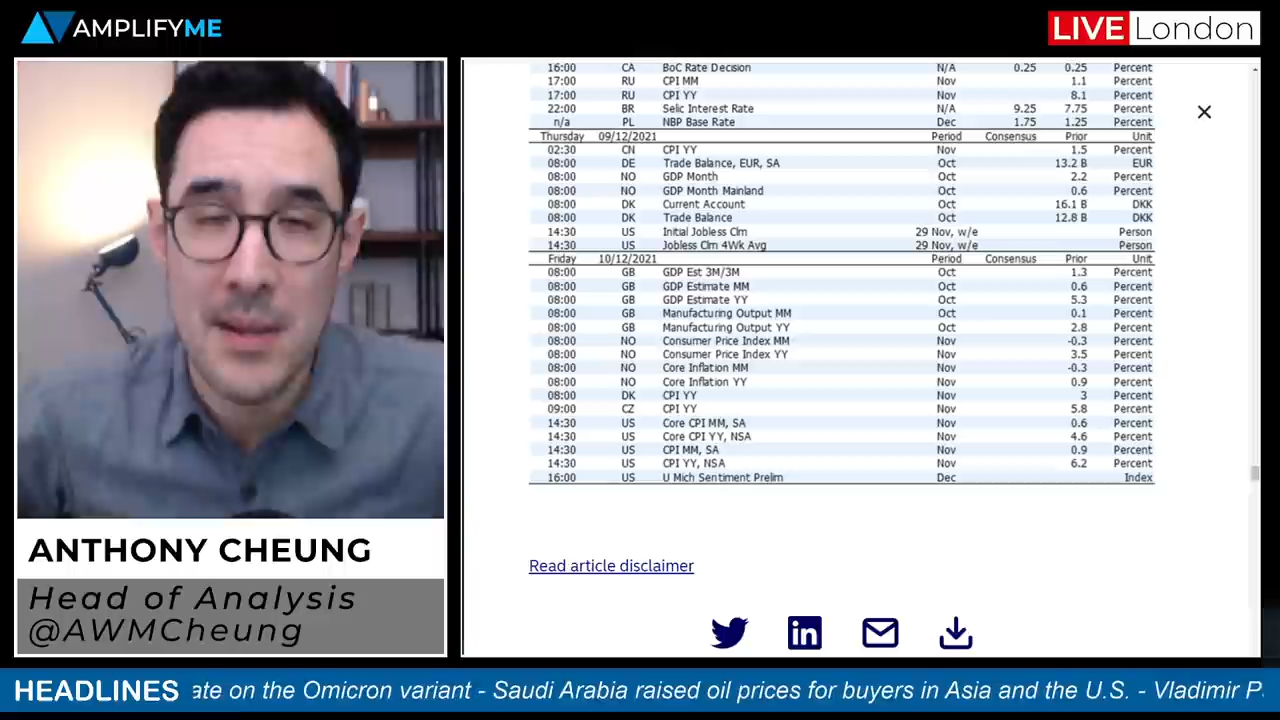 AMPLIFYME
LIVE London
16:00 CA BoC Rate Decision N/A 0.25 0.25 Percent
17:00 RU CPI MM Nov 1.1 Percent
17:00 RU CPI YY Nov 8.1 Percent
22:00 BR Selic Interest Rate N/A 9.25 7.75 Percent
n/a PL NBP Base Rate Dec 1.75 1.25 Percent
Thursday 09/12/2021 Period Consensus Prior Unit
02:30 CN CPI YY Nov 1.5 Percent
08:00 DE Trade Balance, EUR, SA Oct 13.2 B EUR
08:00 NO GDP Month Oct 2.2 Percent
08:00 NO GDP Month Mainland Oct 0.6 Percent
08:00 DK Current Account Oct 16.1 B DKK
08:00 DK Trade Balance Oct 12.8 B DKK
14:30 US Initial Jobless Clm 29 Nov, w/e Person
14:30 US Jobless Clm 4Wk Avg 29 Nov, w/e Person
Friday 10/12/2021 Period Consensus Prior Unit
08:00 GB GDP Est 3M/3M Oct 1.3 Percent
08:00 GB GDP Estimate MM Oct 0.6 Percent
08:00 GB GDP Estimate YY Oct 5.3 Percent
08:00 GB Manufacturing Output MM Oct 0.1 Percent
08:00 GB Manufacturing Output YY Oct 2.8 Percent
08:00 NO Consumer Price Index MM Nov -0.3 Percent
08:00 NO Consumer Price Index YY Nov 3.5 Percent
08:00 NO Core Inflation MM Nov -0.3 Percent
08:00 NO Core Inflation YY Nov 0.9 Percent
08:00 DK CPI YY Nov 3 Percent
09:00 CZ CPI YY Nov 5.8 Percent
14:30 US Core CPI MM, SA Nov 0.6 Percent
14:30 US Core CPI YY, NSA Nov 4.6 Percent
14:30 US CPI MM, SA Nov 0.9 Percent
14:30 US CPI YY, NSA Nov 6.2 Percent
16:00 US U Mich Sentiment Prelim Dec Index
Read article disclaimer
ANTHONY CHEUNG
Head of Analysis
@AWMCheung
HEADLINES ate on the Omicron variant - Saudi Arabia raised oil prices for buyers in Asia and the U.S. - Vladimir P